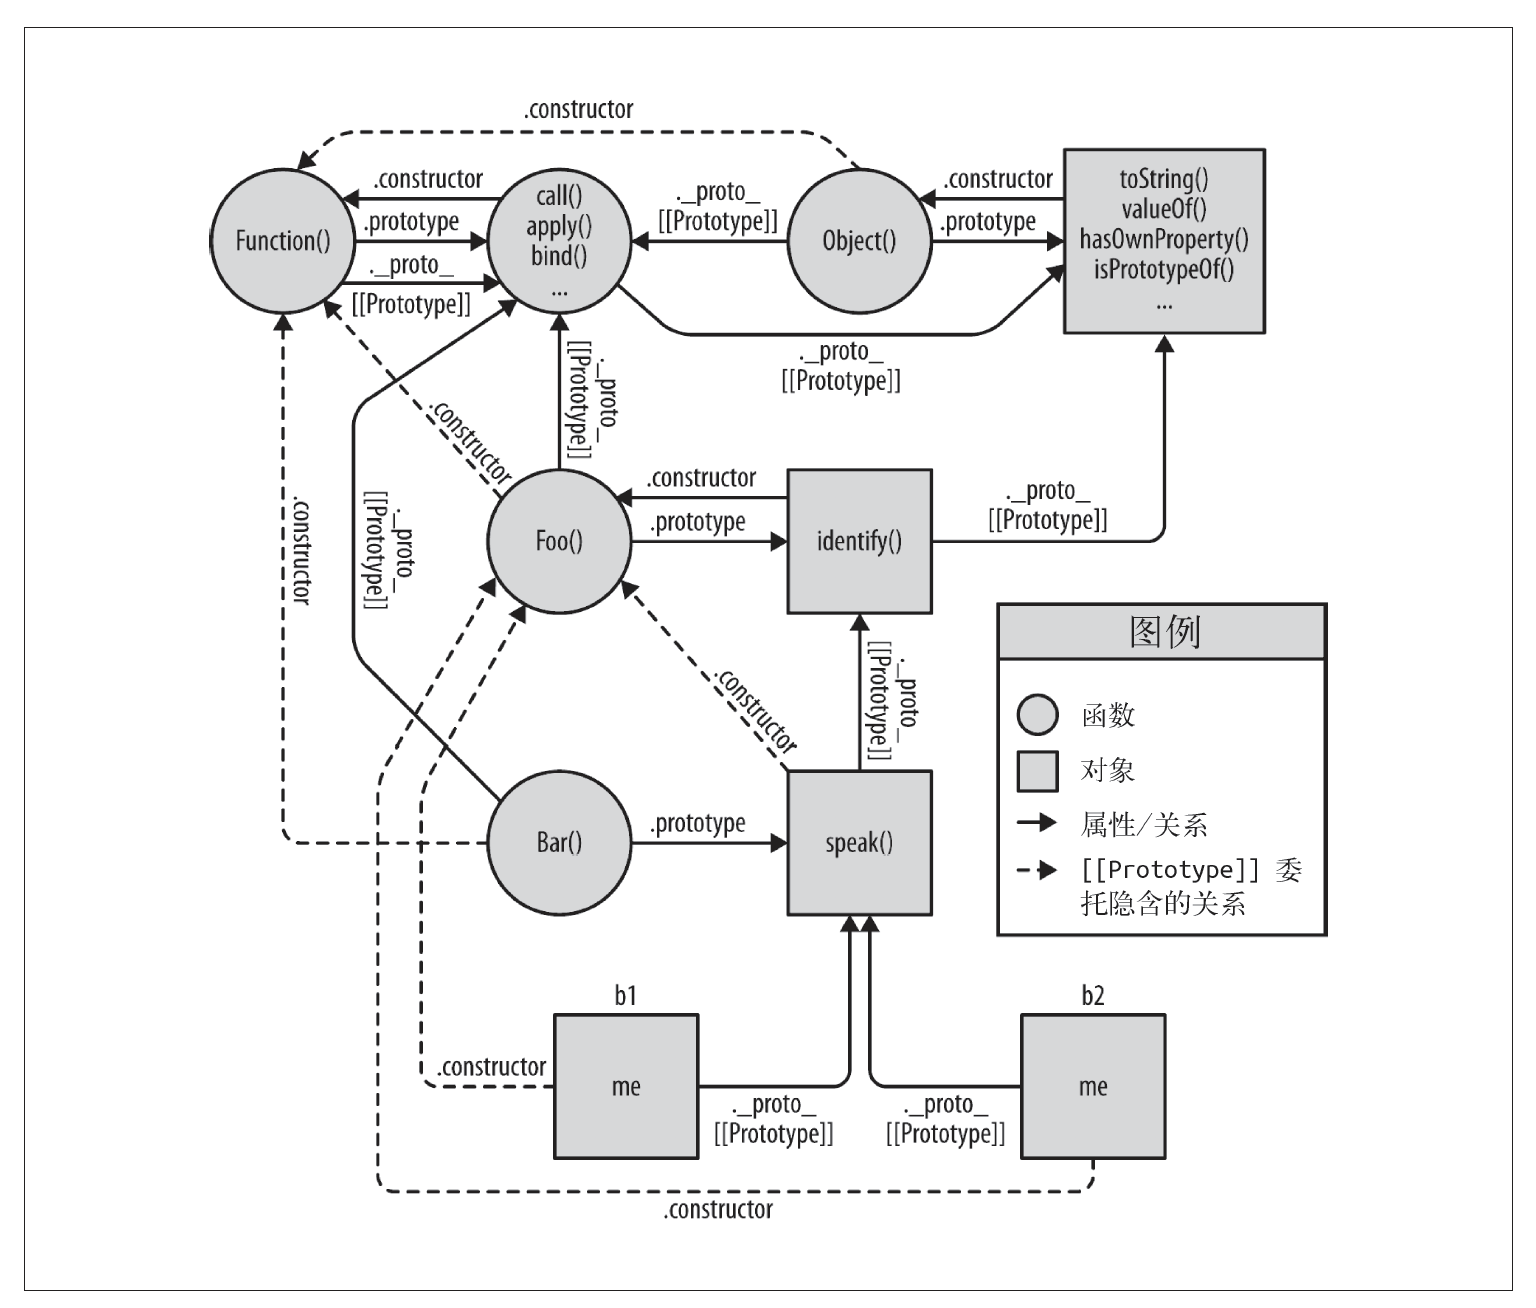 .constructor
.constructor
call()
._proto_
.constructor
toString()
.prototype
apply()
[[Prototype]]
.prototype
valueOf()
Function()
bind()
Object()
hasOwnProperty()
._proto_
...
isPrototypeOf()
[[Prototype]]
...
._proto_
[[Prototype]]
._proto_
[[Prototype]]
.constructor
.constructor
._proto_
[[Prototype]]
.constructor
.prototype
Foo()
identify()
._proto_
[[Prototype]]
.constructor
._proto_
[[Prototype]]
图例
函数
对象
属性/关系
[[Prototype]] 委
托隐含的关系
Bar()
.prototype
speak()
b1
b2
.constructor
me
me
._proto_
[[Prototype]]
._proto_
[[Prototype]]
.constructor